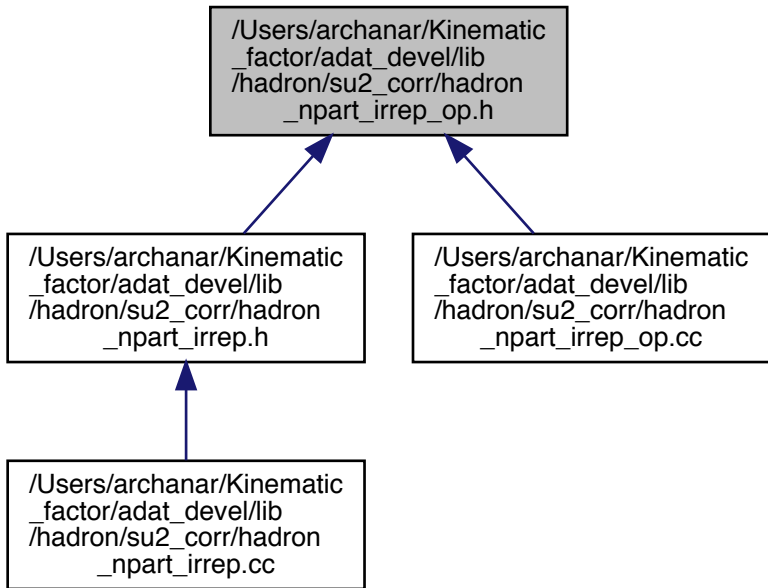 /Users/archanar/Kinematic
_factor/adat_devel/lib
/hadron/su2_corr/hadron
_npart_irrep_op.h
/Users/archanar/Kinematic
_factor/adat_devel/lib
/hadron/su2_corr/hadron
_npart_irrep.h
/Users/archanar/Kinematic
_factor/adat_devel/lib
/hadron/su2_corr/hadron
_npart_irrep_op.cc
/Users/archanar/Kinematic
_factor/adat_devel/lib
/hadron/su2_corr/hadron
_npart_irrep.cc